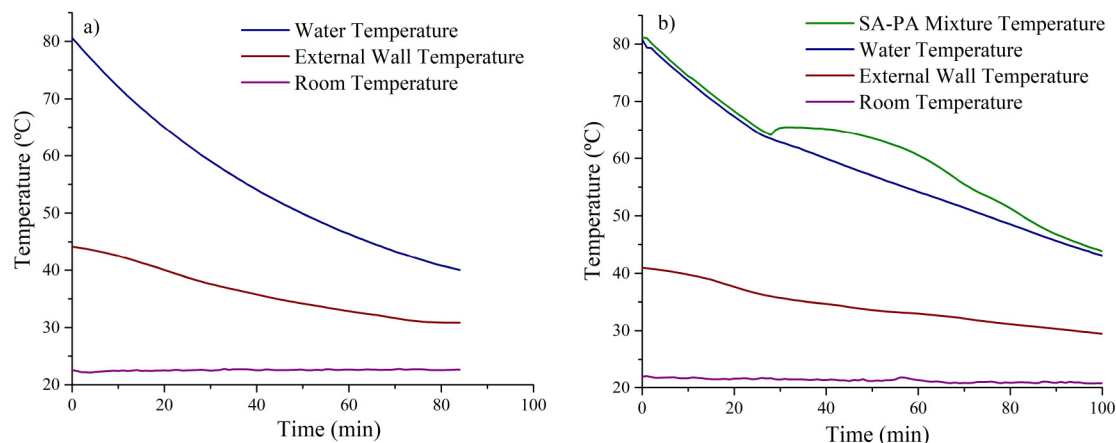 a)
Water Temperature
External Wall Temperature
Room Temperature
Temperature (ºC)
80
70
60
50
40
30
20
0 20 40 60 80 100
Time (min)
b)
SA-PA Mixture Temperature
Water Temperature
External Wall Temperature
Room Temperature
Temperature (ºC)
80
70
60
50
40
30
20
0 20 40 60 80 100
Time (min)